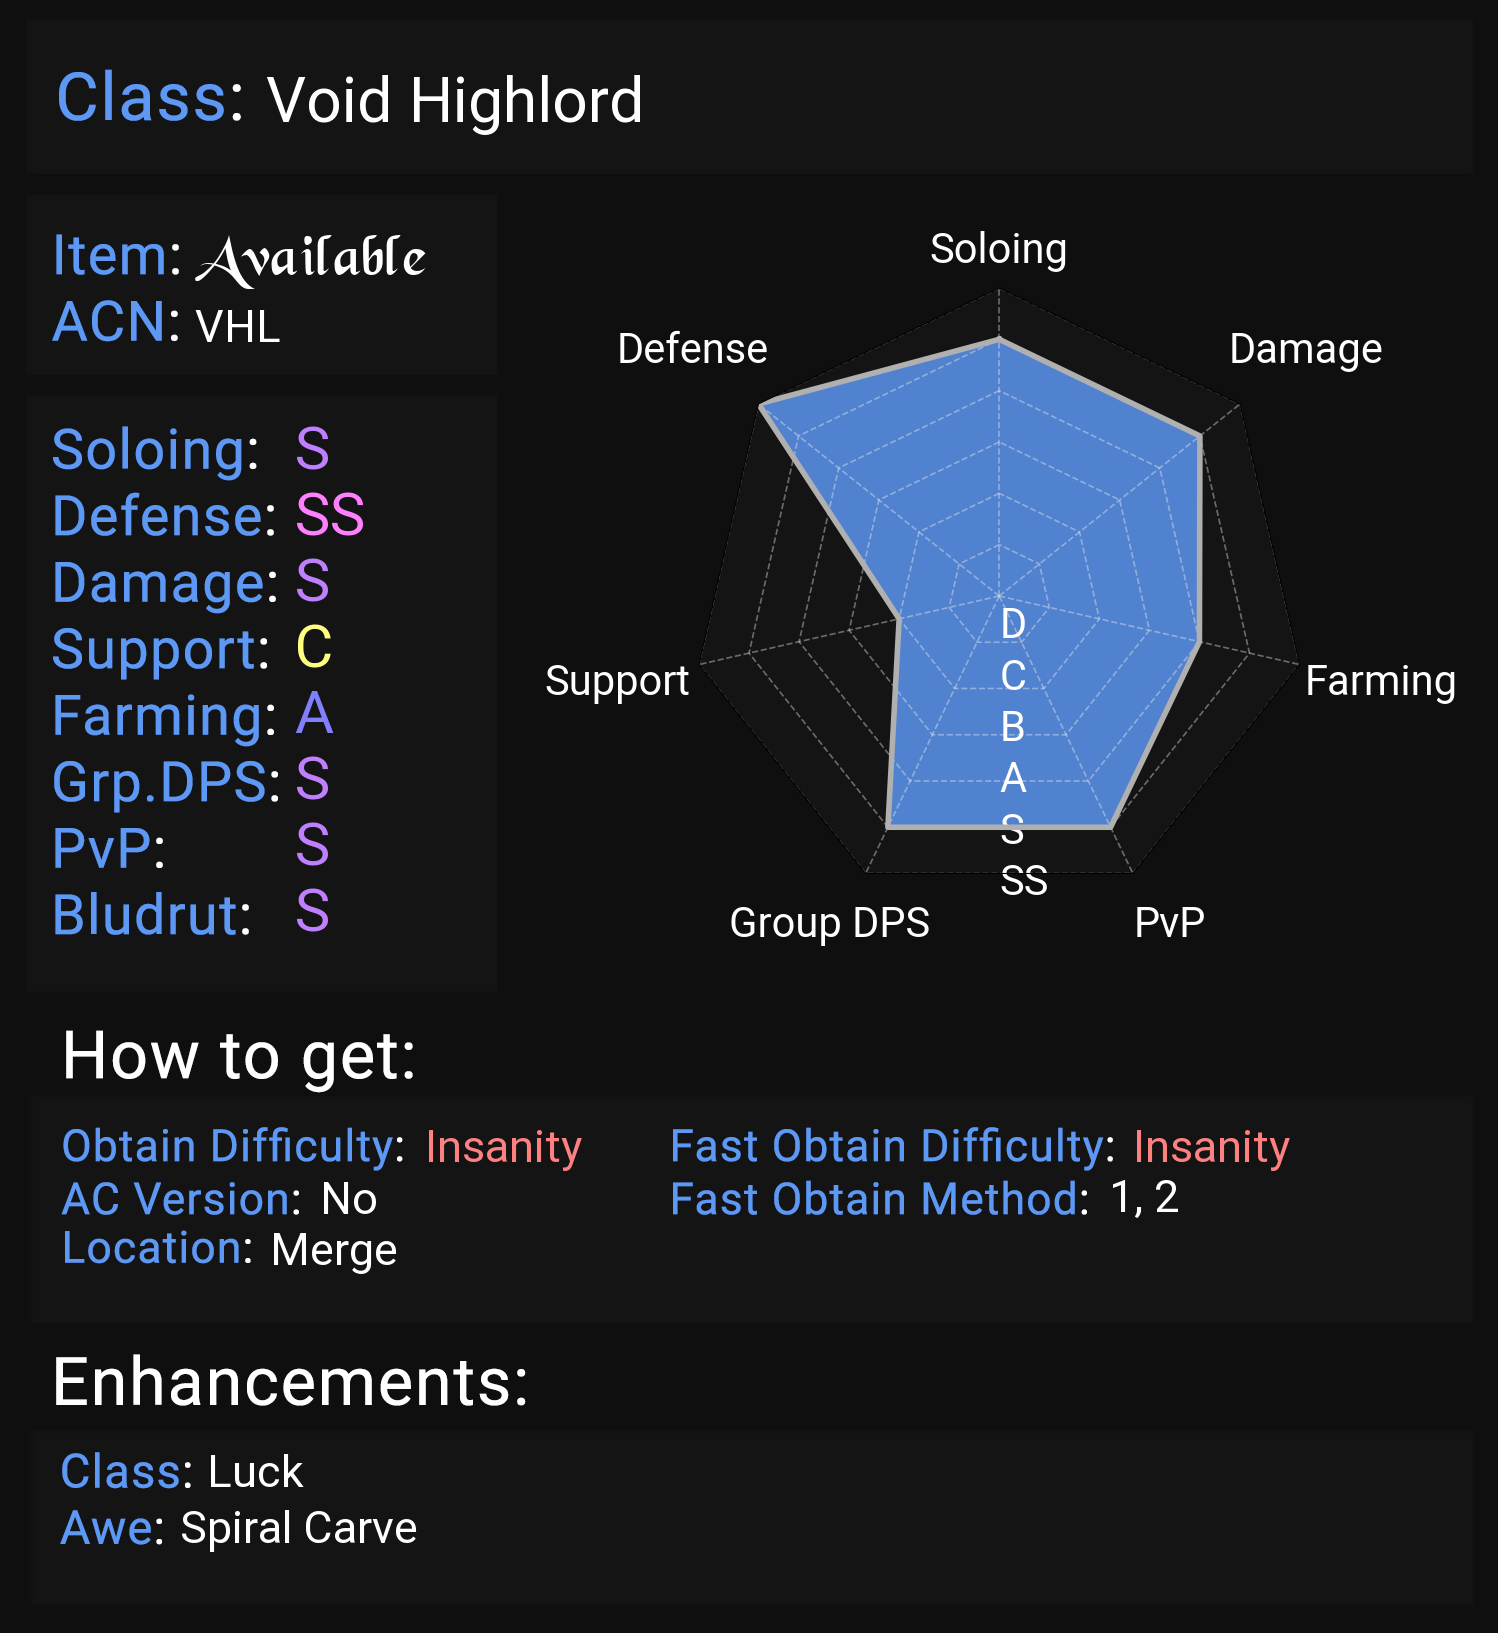 Class: Void Highlord
Item: Available
ACN: VHL
Soloing: S
Defense: SS
Damage: S
Support: C
Farming: A
Grp.DPS: S
PvP: S
Bludrut: S
Soloing
Defense
Damage
Support
Farming
Group DPS
PvP
D
C
B
A
S
SS
How to get:
Obtain Difficulty: Insanity
AC Version: No
Location: Merge
Fast Obtain Difficulty: Insanity
Fast Obtain Method: 1, 2
Enhancements:
Class: Luck
Awe: Spiral Carve